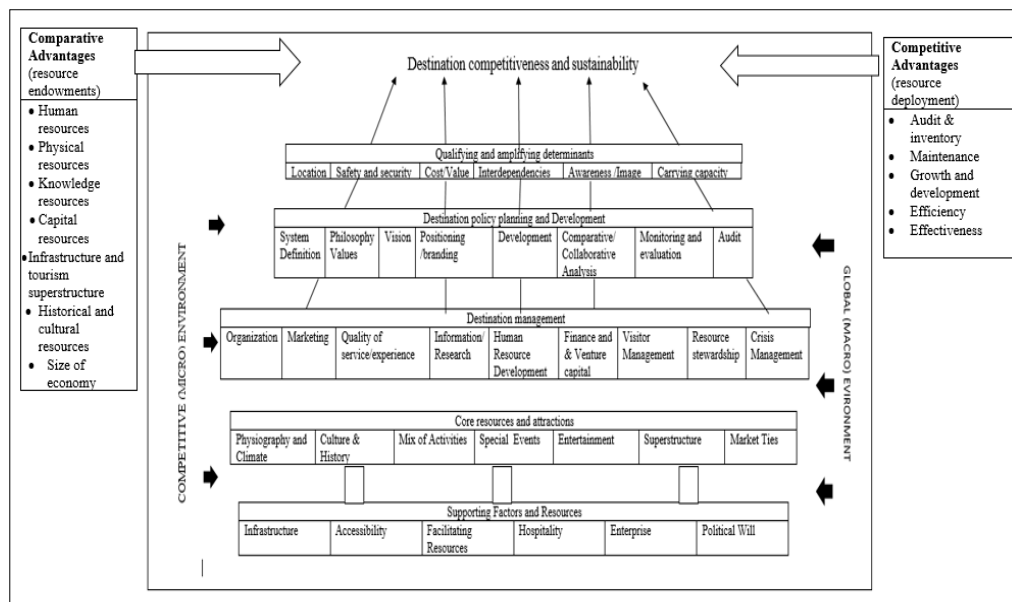 Comparative
Advantages
(resource
endowments)
• Human
resources
• Physical
resources
• Knowledge
resources
• Capital
resources
•Infrastructure and
tourism
superstructure
• Historical and
cultural
resources
• Size of
economy
COMPETITIVE (MICRO) ENVIRONMENT
Destination competitiveness and sustainability
Qualifying and amplifying determinants
Location Safety and security Cost/Value Interdependencies Awareness /Image Carrying capacity
Destination policy planning and Development
System
Definition
Philosophy
Values
Vision
Positioning
/branding
Development
Comparative/
Collaborative
Analysis
Monitoring and
evaluation
Audit
Destination management
Organization
Marketing
Quality of
service/experience
Information/
Research
Human
Resource
Development
Finance and
& Venture
capital
Visitor
Management
Resource
stewardship
Crisis
Management
Core resources and attractions
Physiography and
Climate
Culture &
History
Mix of Activities
Special Events
Entertainment
Superstructure
Market Ties
Supporting Factors and Resources
Infrastructure
Accessibility
Facilitating
Resources
Hospitality
Enterprise
Political Will
GLOBAL (MACRO) EVIRONMENT
Competitive
Advantages
(resource
deployment)
• Audit &
inventory
• Maintenance
• Growth and
development
• Efficiency
• Effectiveness